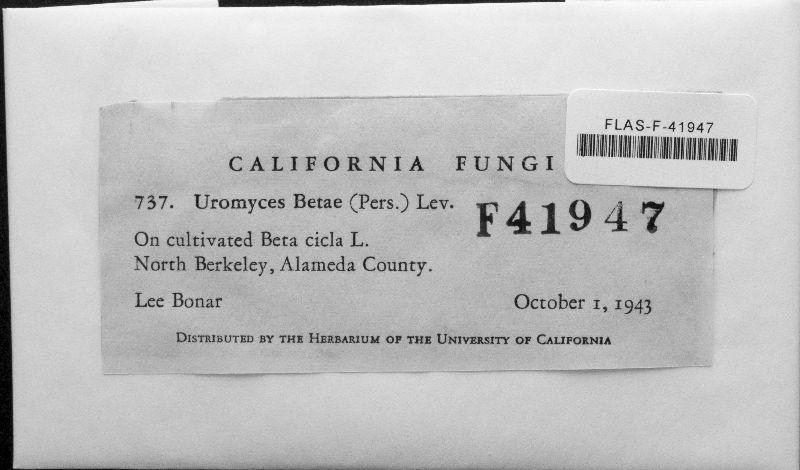 FLAS-F-41947
CALIFORNIA FUNGI
737. Uromyces Betae (Pers.) Lev.
F41947
On cultivated Beta cicla L.
North Berkeley, Alameda County.
Lee Bonar October 1, 1943
Distributed by the Herbarium of the University of California